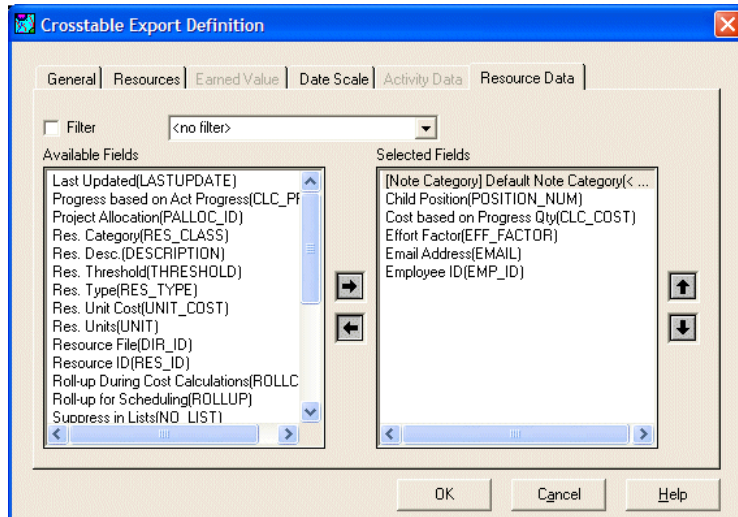 Crosstable Export Definition
General Resources Earned Value Date Scale Activity Data Resource Data
Filter <no filter>
Available Fields
Last Updated(LASTUPDATE)
Progress based on Act Progress(CLC_PF
Project Allocation(PALLOC_ID)
Res. Category(RES_CLASS)
Res. Desc.(DESCRIPTION)
Res. Threshold(THRESHOLD)
Res. Type(RES_TYPE)
Res. Unit Cost(UNIT_COST)
Res. Units(UNIT)
Resource File(DIR_ID)
Resource ID(RES_ID)
Roll-up During Cost Calculations(ROLLC
Roll-up for Scheduling(ROLLUP)
Suppress in Lists(NO_LIST)
Selected Fields
[Note Category] Default Note Category(< ...
Child Position(POSITION_NUM)
Cost based on Progress Qty(CLC_COST)
Effort Factor(EFF_FACTOR)
Email Address(EMAIL)
Employee ID(EMP_ID)
OK Cancel Help